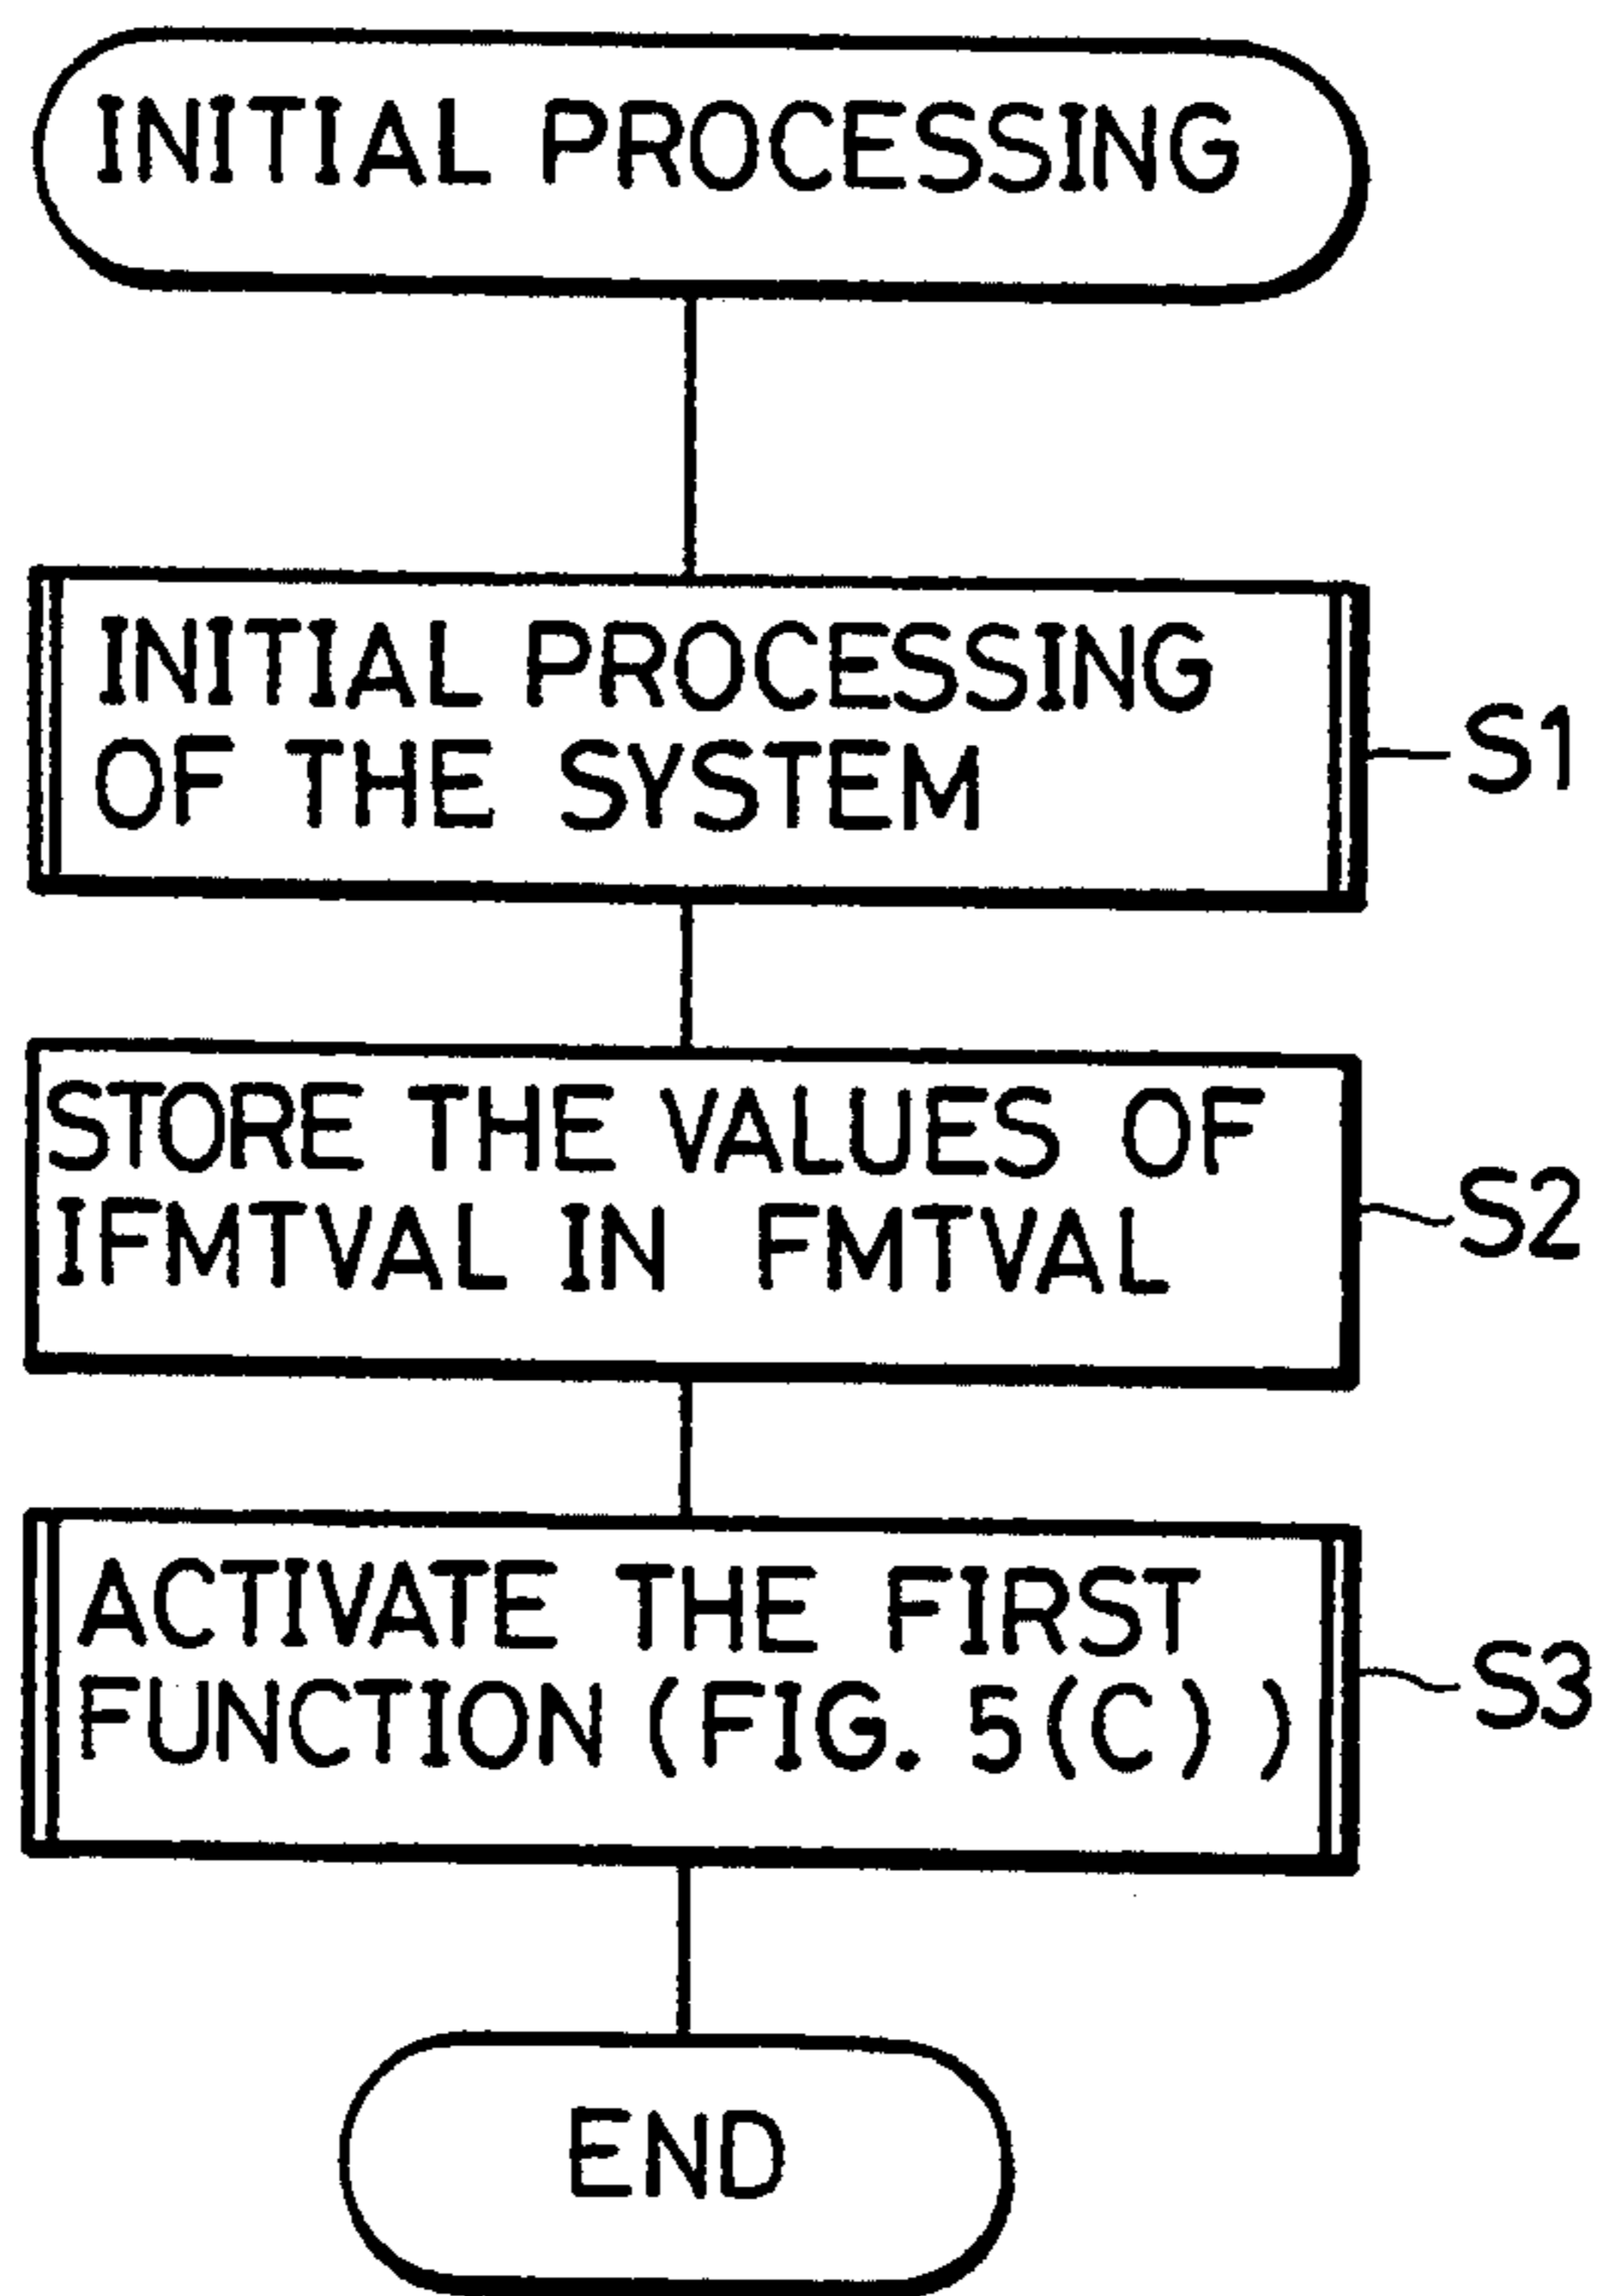 INITIAL PROCESSING
INITIAL PROCESSING
OF THE SYSTEM
S1
STORE THE VALUES OF
IFMTVAL IN FMTVAL
S2
ACTIVATE THE FIRST
FUNCTION (FIG. 5(C))
S3
END